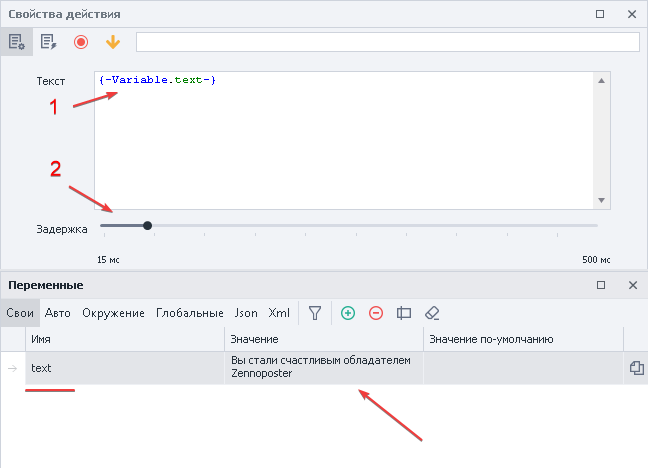 Свойства действия
Текст
{-Variable.text-}
1
2
Задержка
15 мс 500 мс
Переменные
Свои Авто Окружение Глобальные Json Xml
Имя Значение Значение по-умолчанию
text Вы стали счастливым обладателем
Zennoposter